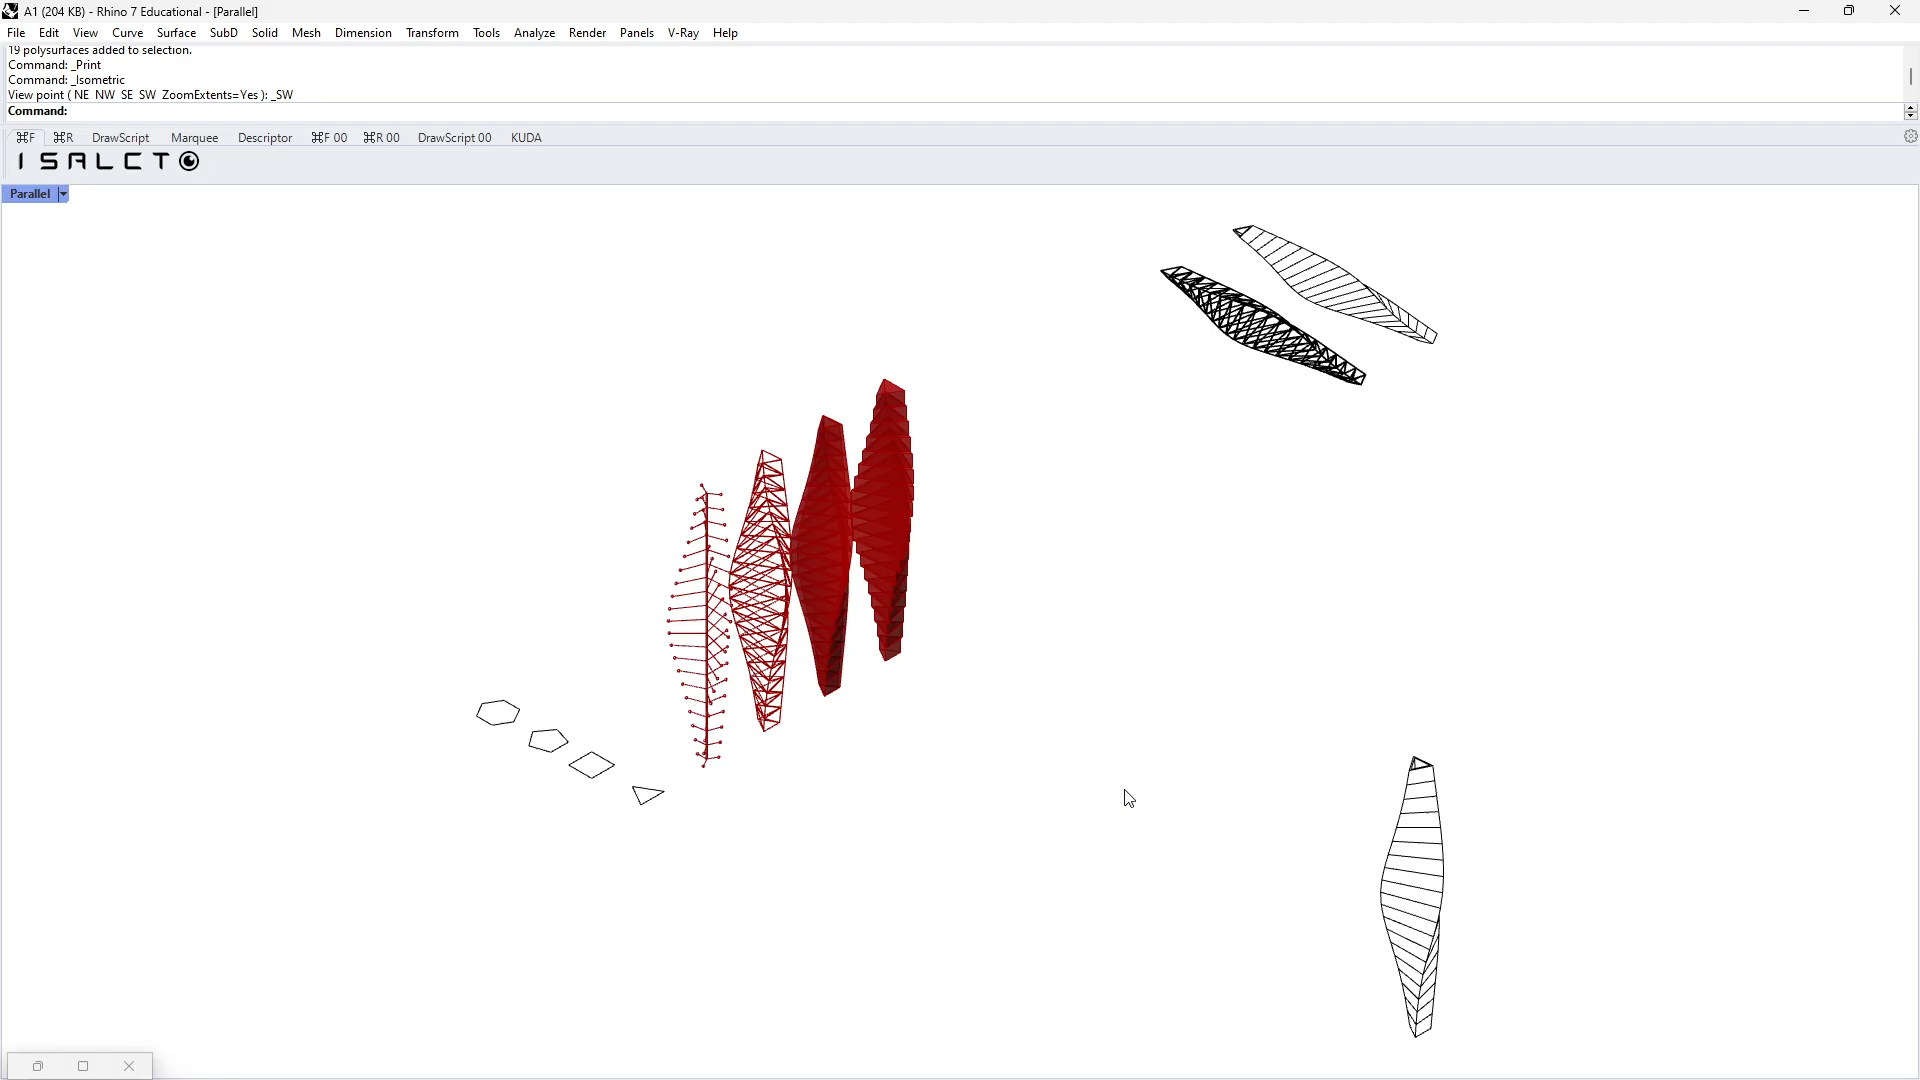 A1 (204 KB) - Rhino 7 Educational - [Parallel]
File Edit View Curve Surface SubD Solid Mesh Dimension Transform Tools Analyze Render Panels V-Ray Help
19 polysurfaces added to selection.
Command: _Print
Command: _Isometric
View point ( NE NW SE SW ZoomExtents=Yes ): _SW
Command:
⌘F ⌘R DrawScript Marquee Descriptor ⌘F 00 ⌘R 00 DrawScript 00 KUDA
I S A L C T
Parallel